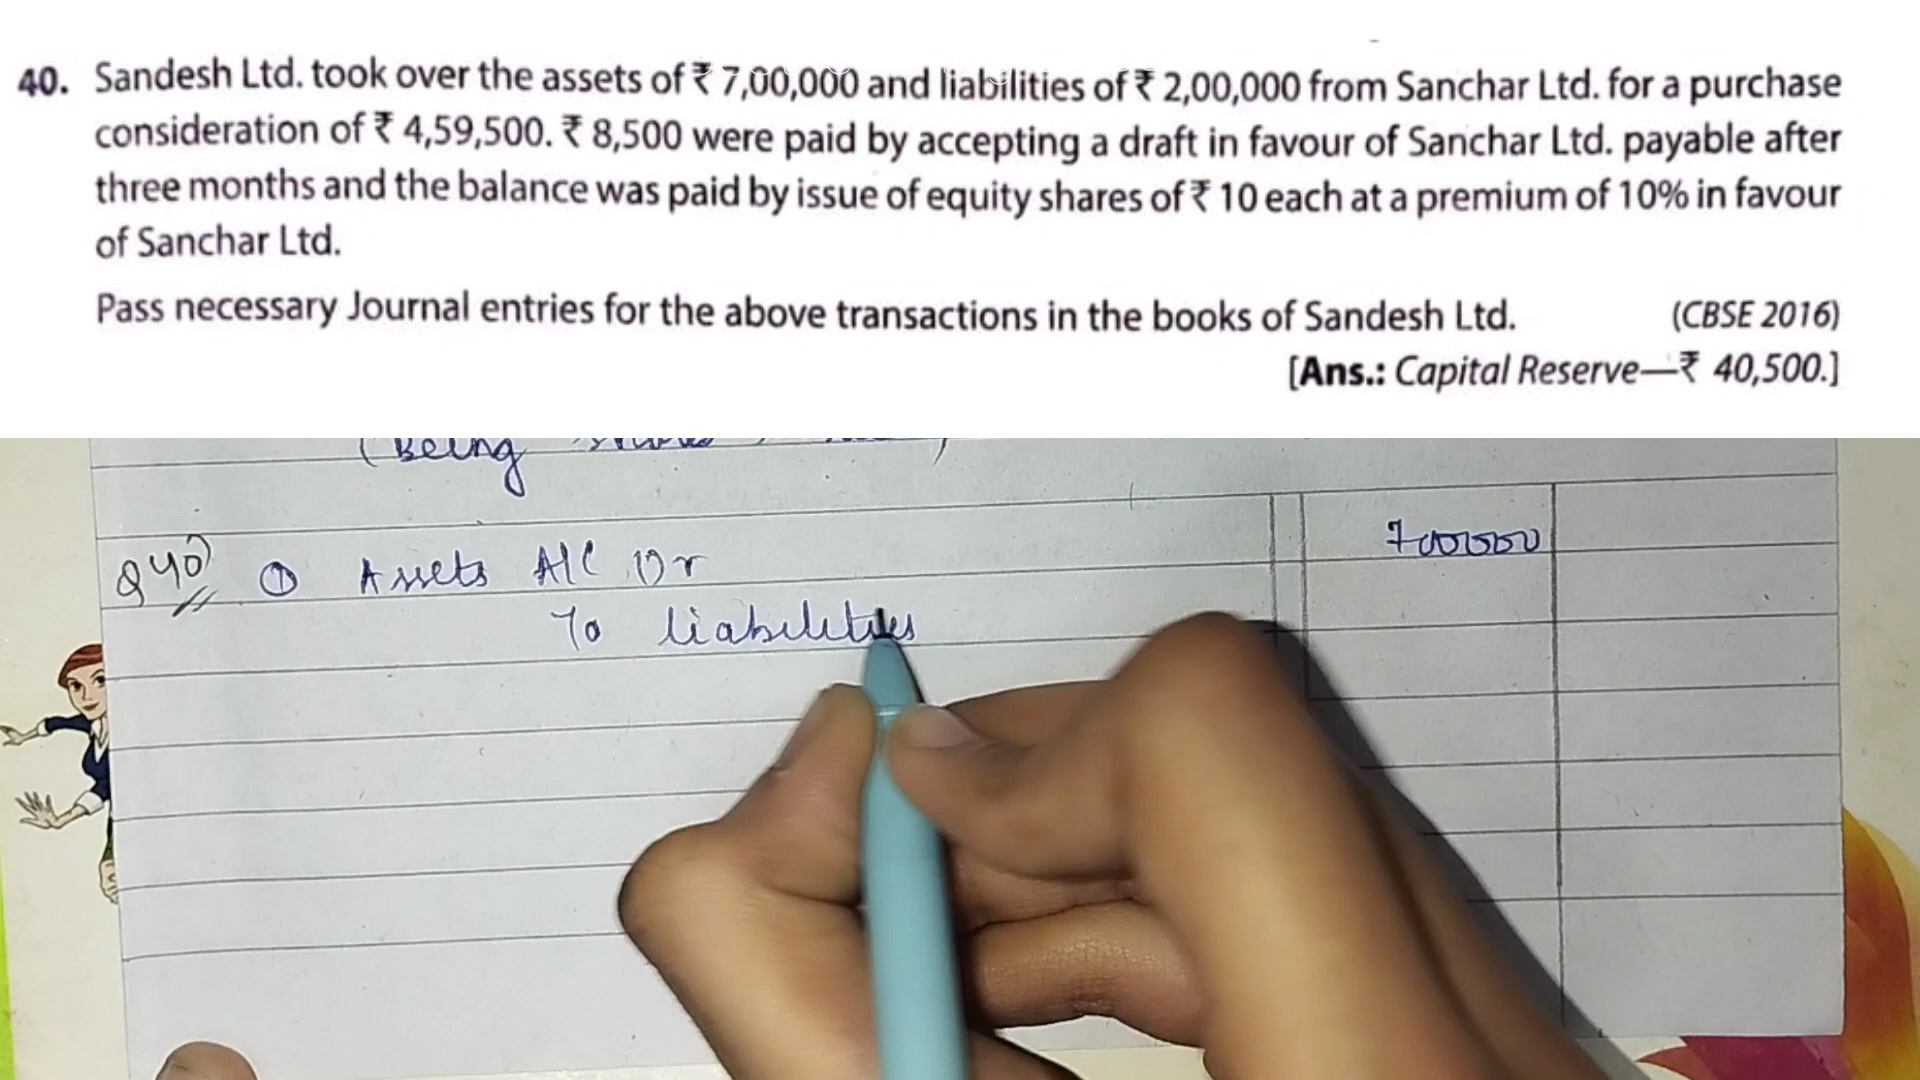 40. Sandesh Ltd. took over the assets of ₹ 7,00,000 and liabilities of ₹ 2,00,000 from Sanchar Ltd. for a purchase
consideration of ₹ 4,59,500. ₹ 8,500 were paid by accepting a draft in favour of Sanchar Ltd. payable after
three months and the balance was paid by issue of equity shares of ₹ 10 each at a premium of 10% in favour
of Sanchar Ltd.
Pass necessary Journal entries for the above transactions in the books of Sandesh Ltd. (CBSE 2016)
[Ans.: Capital Reserve—₹ 40,500.]
(Being
Q40) ① Assets A/C Dr 700000
To liabilities